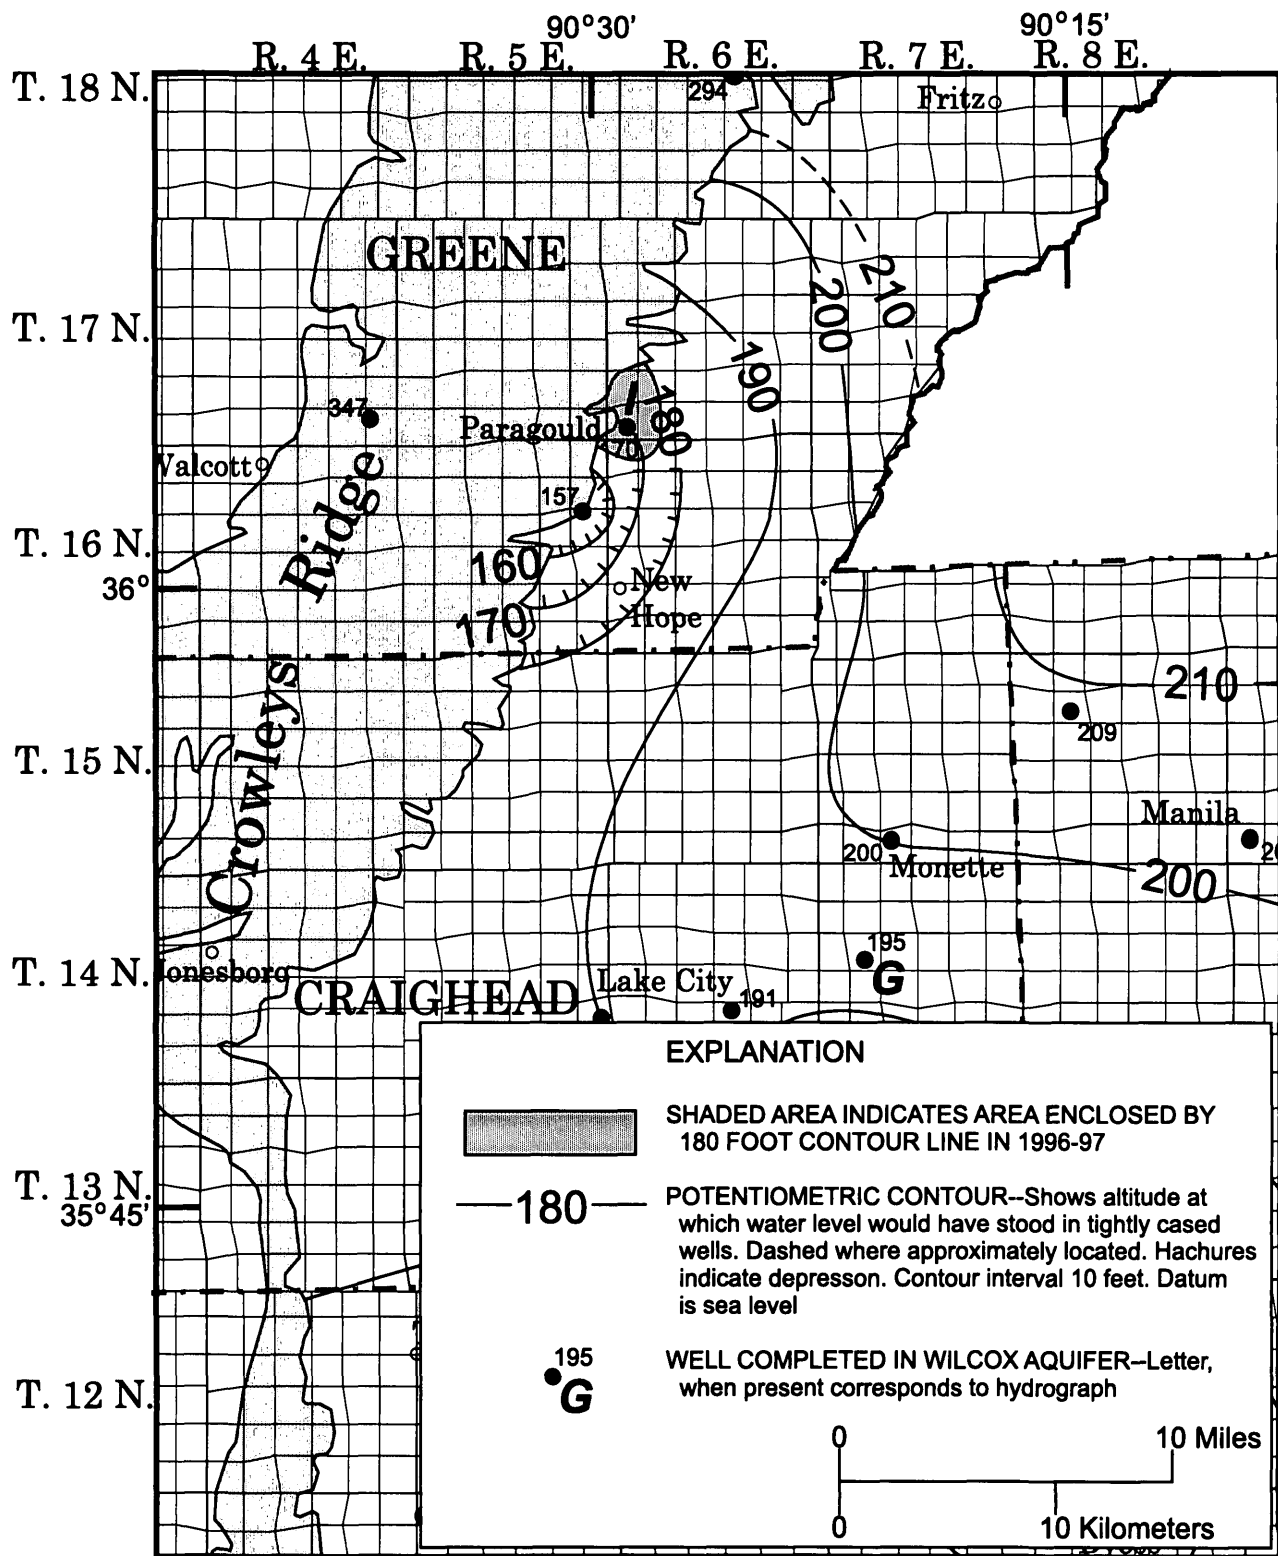 90°30'
90°15'
R. 4 E.
R. 5 E.
R. 6 E.
R. 7 E.
R. 8 E.
T. 18 N.
294
Fritz
GREENE
210
200
T. 17 N.
190
347
I
180
Paragould
Ridge
157
T. 16 N.
160
36°
New
Hope
170
Crowleys
210
209
T. 15 N.
Manila
200
Monette
200
195
G
T. 14 N.
Jonesboro
Lake City
191
CRAIGHEAD
T. 13 N.
35°45'
T. 12 N.
EXPLANATION
SHADED AREA INDICATES AREA ENCLOSED BY
180 FOOT CONTOUR LINE IN 1996-97
180
POTENTIOMETRIC CONTOUR--Shows altitude at
which water level would have stood in tightly cased
wells. Dashed where approximately located. Hachures
indicate depresson. Contour interval 10 feet. Datum
is sea level
195
G
WELL COMPLETED IN WILCOX AQUIFER--Letter,
when present corresponds to hydrograph
0
10 Miles
0
10 Kilometers